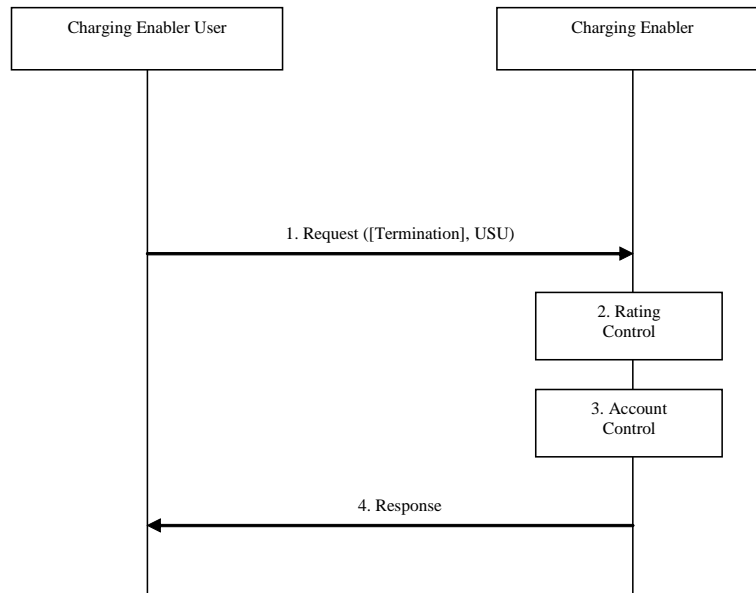 Charging Enabler User
Charging Enabler
1. Request ([Termination], USU)
2. Rating
Control
3. Account
Control
4. Response